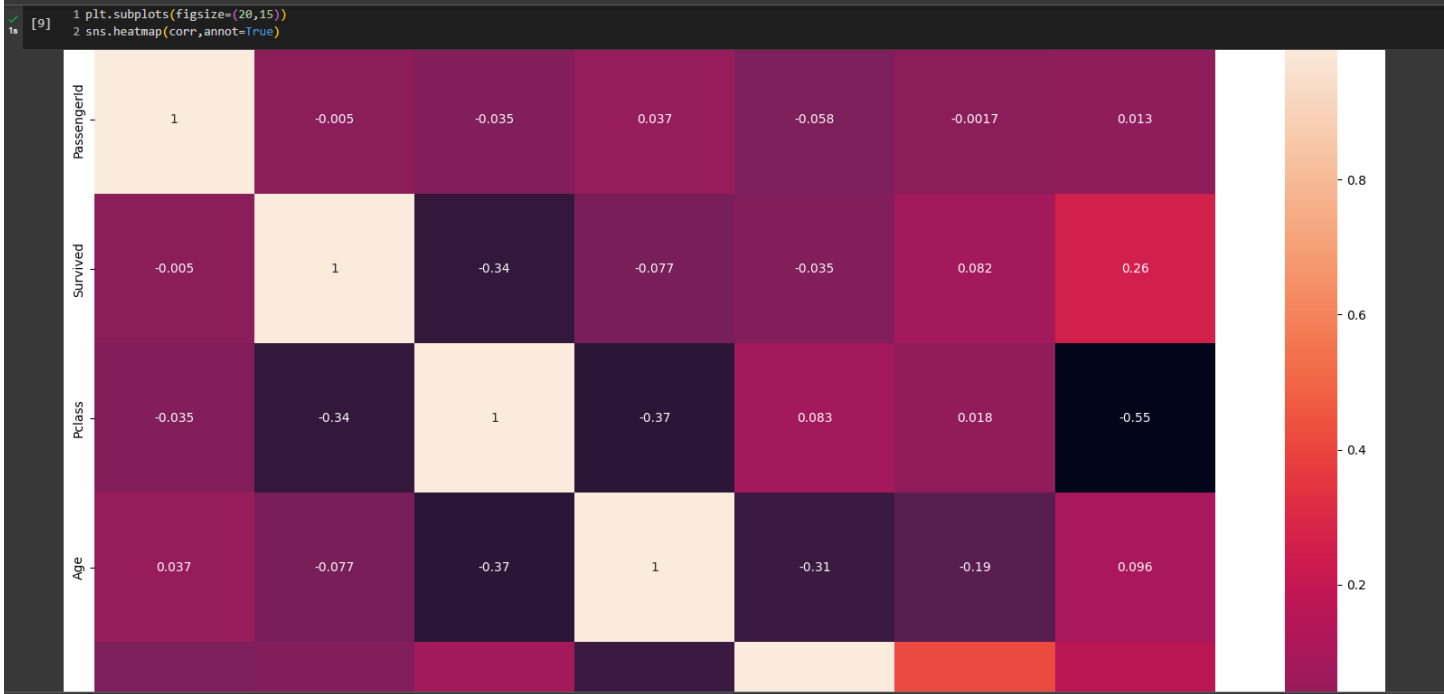 1s
[9]
1 plt.subplots(figsize=(20,15))
2 sns.heatmap(corr,annot=True)
PassengerId
1 -0.005 -0.035 0.037 -0.058 -0.0017 0.013
0.8
Survived
-0.005 1 -0.34 -0.077 -0.035 0.082 0.26
0.6
Pclass
-0.035 -0.34 1 -0.37 0.083 0.018 -0.55
0.4
Age
0.037 -0.077 -0.37 1 -0.31 -0.19 0.096
0.2